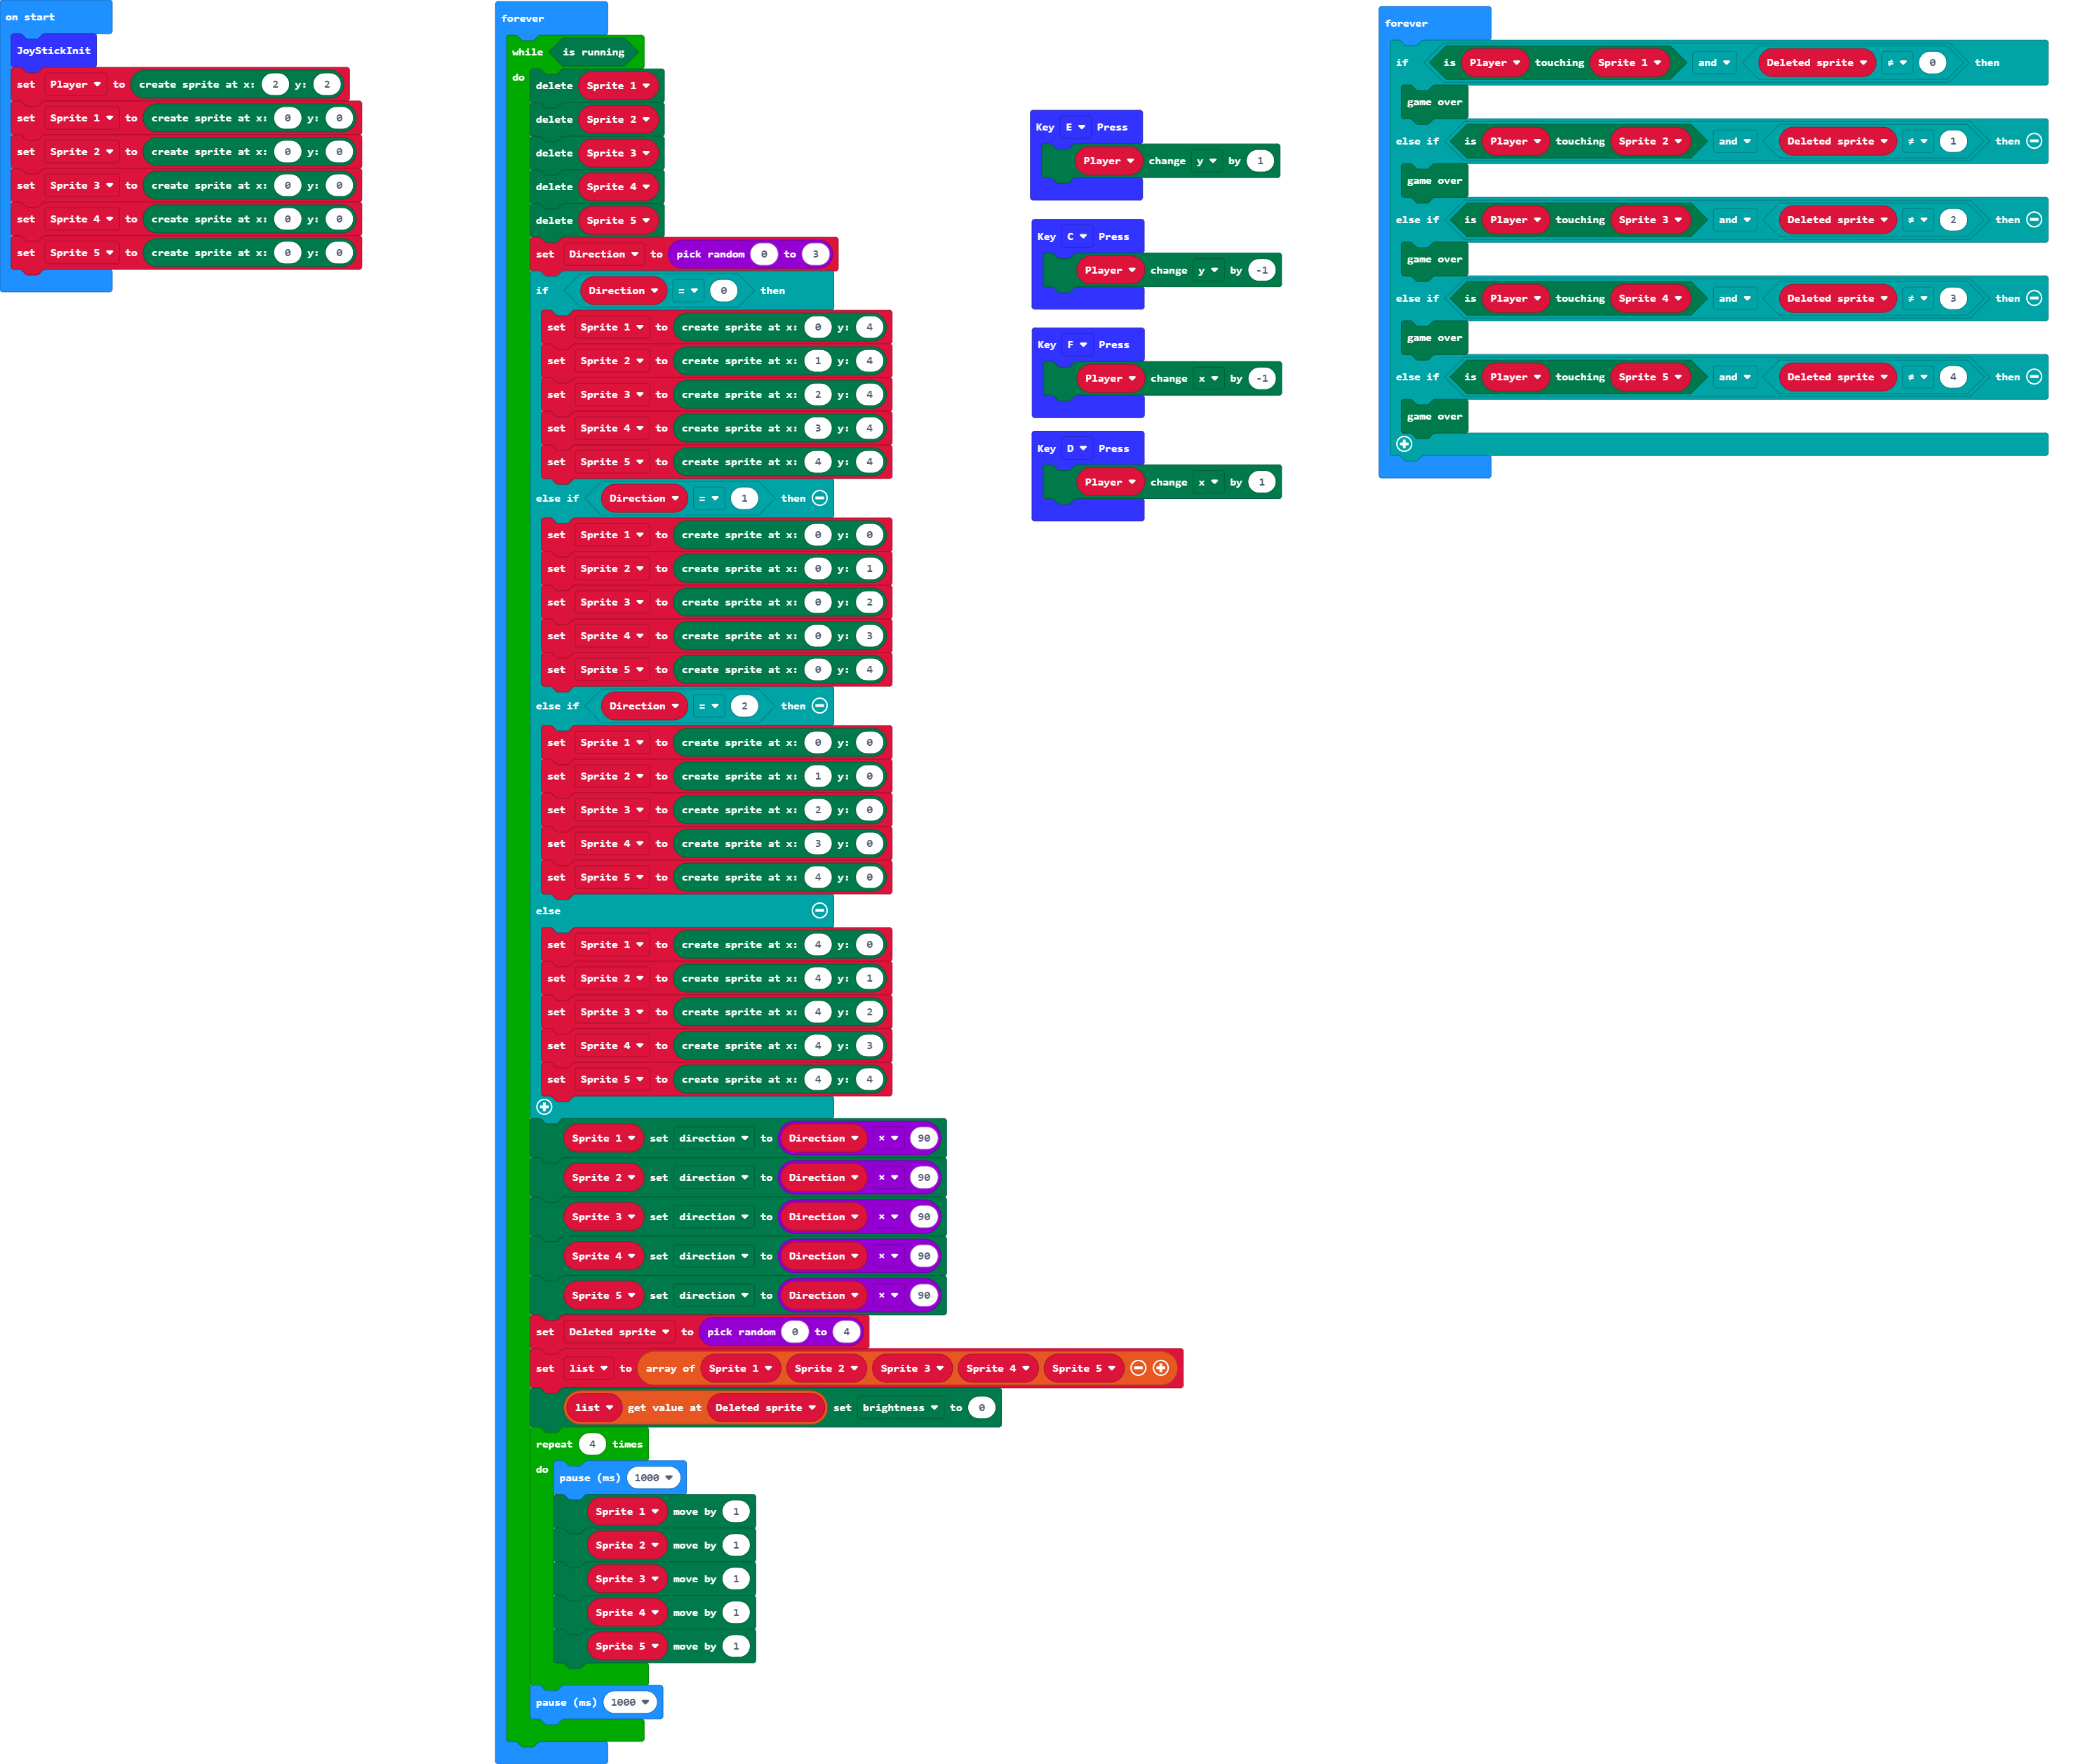 on start
JoyStickInit
set Player to create sprite at x: 2 y: 2
set Sprite 1 to create sprite at x: 0 y: 0
set Sprite 2 to create sprite at x: 0 y: 0
set Sprite 3 to create sprite at x: 0 y: 0
set Sprite 4 to create sprite at x: 0 y: 0
set Sprite 5 to create sprite at x: 0 y: 0
forever
while is running
do
delete Sprite 1
delete Sprite 2
delete Sprite 3
delete Sprite 4
delete Sprite 5
set Direction to pick random 0 to 3
if Direction = 0 then
set Sprite 1 to create sprite at x: 0 y: 4
set Sprite 2 to create sprite at x: 1 y: 4
set Sprite 3 to create sprite at x: 2 y: 4
set Sprite 4 to create sprite at x: 3 y: 4
set Sprite 5 to create sprite at x: 4 y: 4
else if Direction = 1 then
set Sprite 1 to create sprite at x: 0 y: 0
set Sprite 2 to create sprite at x: 0 y: 1
set Sprite 3 to create sprite at x: 0 y: 2
set Sprite 4 to create sprite at x: 0 y: 3
set Sprite 5 to create sprite at x: 0 y: 4
else if Direction = 2 then
set Sprite 1 to create sprite at x: 0 y: 0
set Sprite 2 to create sprite at x: 1 y: 0
set Sprite 3 to create sprite at x: 2 y: 0
set Sprite 4 to create sprite at x: 3 y: 0
set Sprite 5 to create sprite at x: 4 y: 0
else
set Sprite 1 to create sprite at x: 4 y: 0
set Sprite 2 to create sprite at x: 4 y: 1
set Sprite 3 to create sprite at x: 4 y: 2
set Sprite 4 to create sprite at x: 4 y: 3
set Sprite 5 to create sprite at x: 4 y: 4
Sprite 1 set direction to Direction × 90
Sprite 2 set direction to Direction × 90
Sprite 3 set direction to Direction × 90
Sprite 4 set direction to Direction × 90
Sprite 5 set direction to Direction × 90
set Deleted sprite to pick random 0 to 4
set list to array of Sprite 1 Sprite 2 Sprite 3 Sprite 4 Sprite 5
list get value at Deleted sprite set brightness to 0
repeat 4 times
do
pause (ms) 1000
Sprite 1 move by 1
Sprite 2 move by 1
Sprite 3 move by 1
Sprite 4 move by 1
Sprite 5 move by 1
pause (ms) 1000
Key E Press
Player change y by 1
Key C Press
Player change y by -1
Key F Press
Player change x by -1
Key D Press
Player change x by 1
forever
if is Player touching Sprite 1 and Deleted sprite ≠ 0 then
game over
else if is Player touching Sprite 2 and Deleted sprite ≠ 1 then
game over
else if is Player touching Sprite 3 and Deleted sprite ≠ 2 then
game over
else if is Player touching Sprite 4 and Deleted sprite ≠ 3 then
game over
else if is Player touching Sprite 5 and Deleted sprite ≠ 4 then
game over